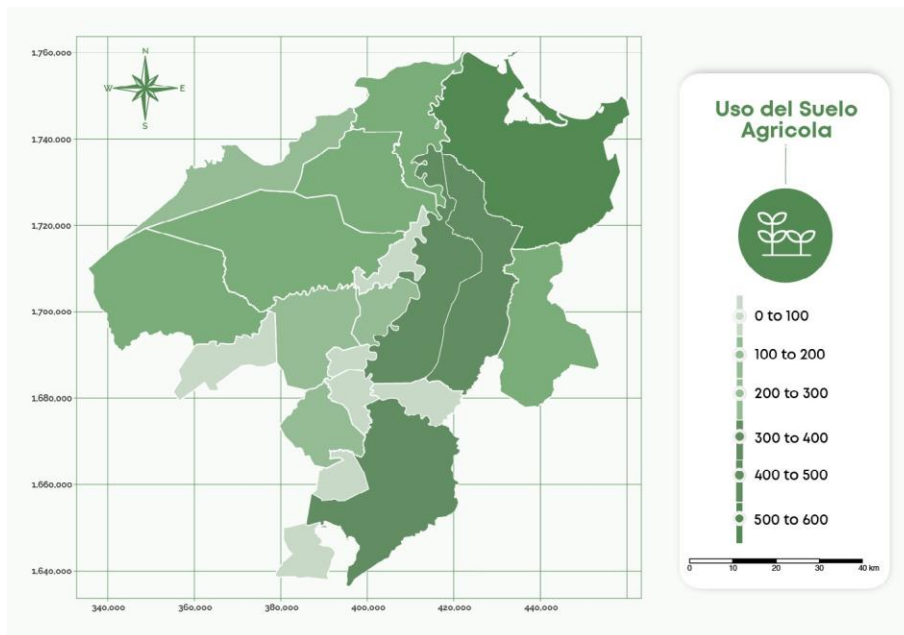 1.760.000
1.740.000
1.720.000
1.700.000
1.680.000
1.660.000
1.640.000
340.000 360.000 380.000 400.000 420.000 440.000
N
W E
S
Uso del Suelo
Agricola
0 to 100
100 to 200
200 to 300
300 to 400
400 to 500
500 to 600
0 10 20 30 40 km